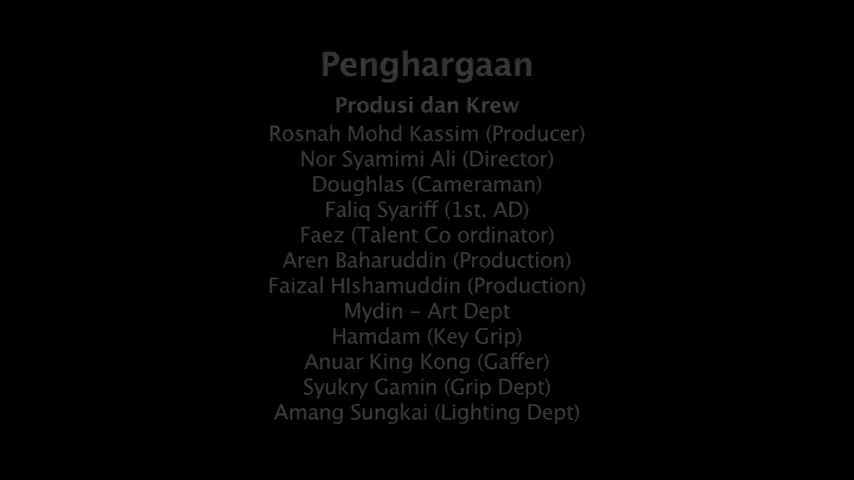 Penghargaan
Produsi dan Krew
Rosnah Mohd Kassim (Producer)
Nor Syamimi Ali (Director)
Doughlas (Cameraman)
Faliq Syariff (1st. AD)
Faez (Talent Co ordinator)
Aren Baharuddin (Production)
Faizal HIshamuddin (Production)
Mydin - Art Dept
Hamdam (Key Grip)
Anuar King Kong (Gaffer)
Syukry Gamin (Grip Dept)
Amang Sungkai (Lighting Dept)